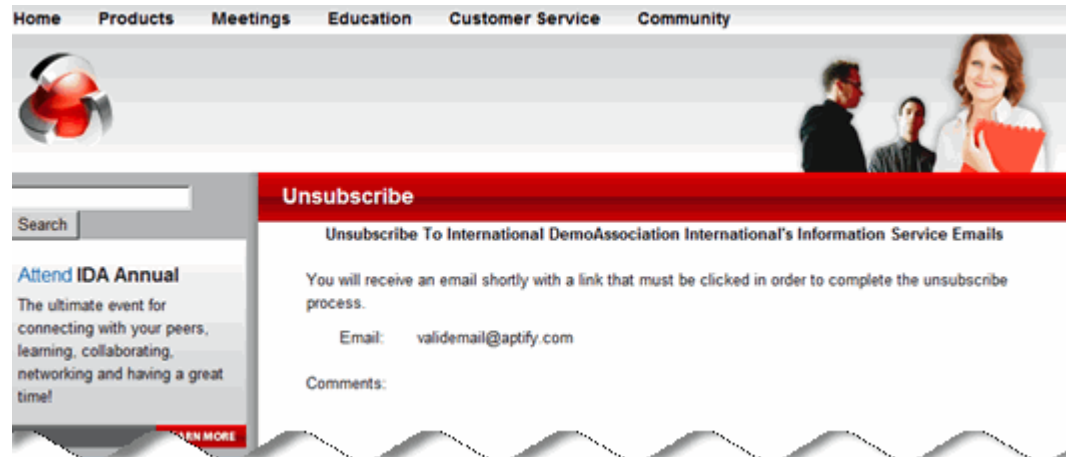 Home Products Meetings Education Customer Service Community
Search
Unsubscribe
Unsubscribe To International DemoAssociation International's Information Service Emails
You will receive an email shortly with a link that must be clicked in order to complete the unsubscribe
process.
Email: validemail@aptify.com
Comments:
Attend IDA Annual
The ultimate event for
connecting with your peers,
learning, collaborating,
networking and having a great
time!
MORE